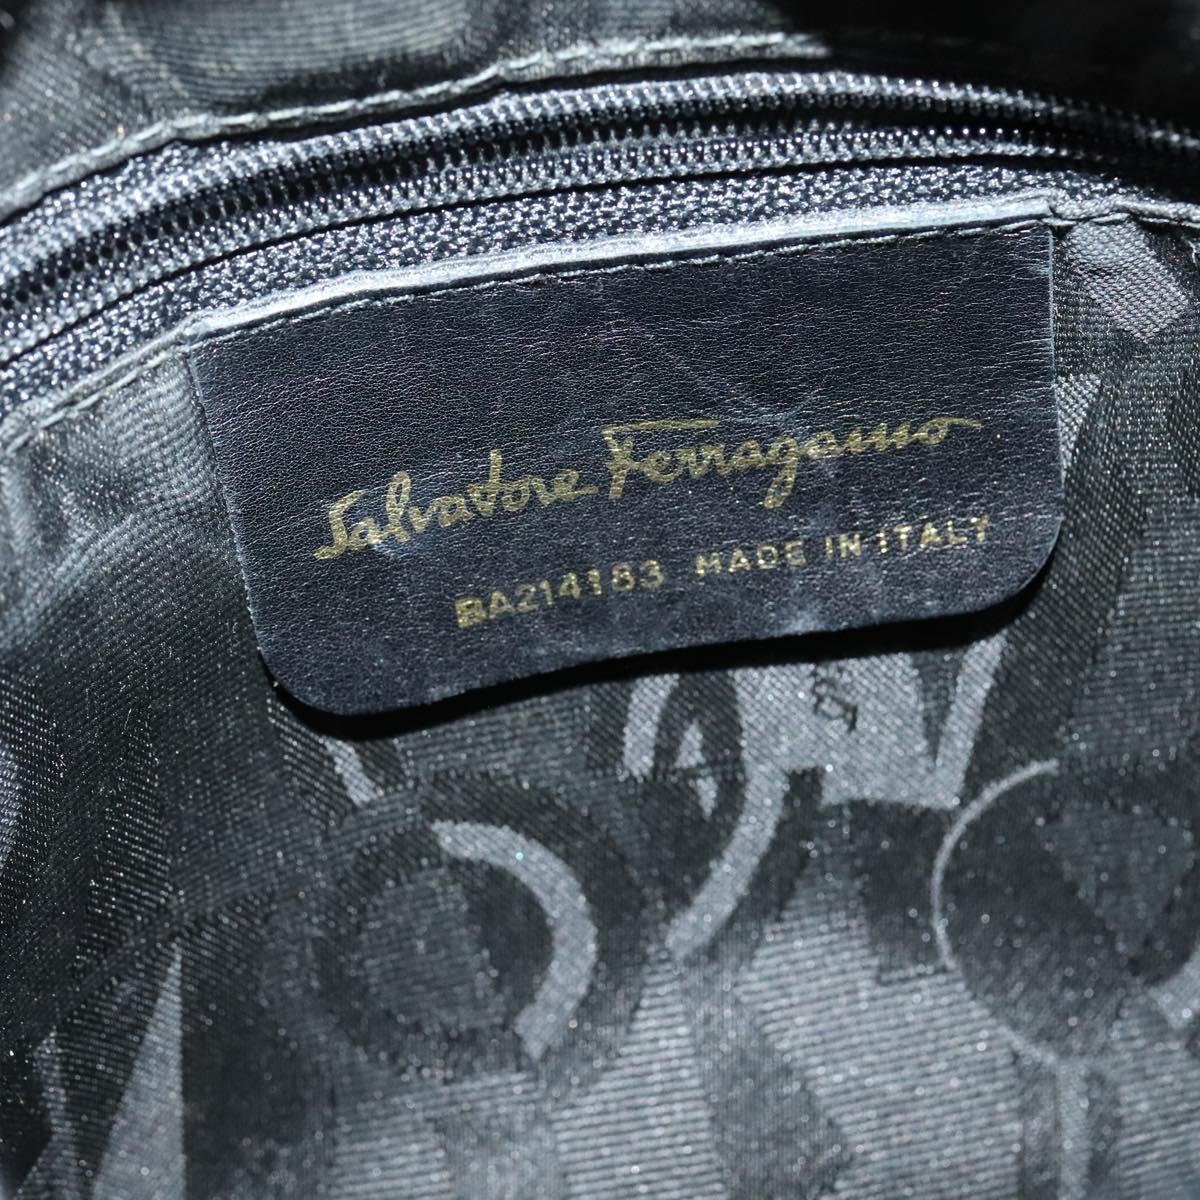 Salvatore Ferragamo
BA214183 MADE IN ITALY